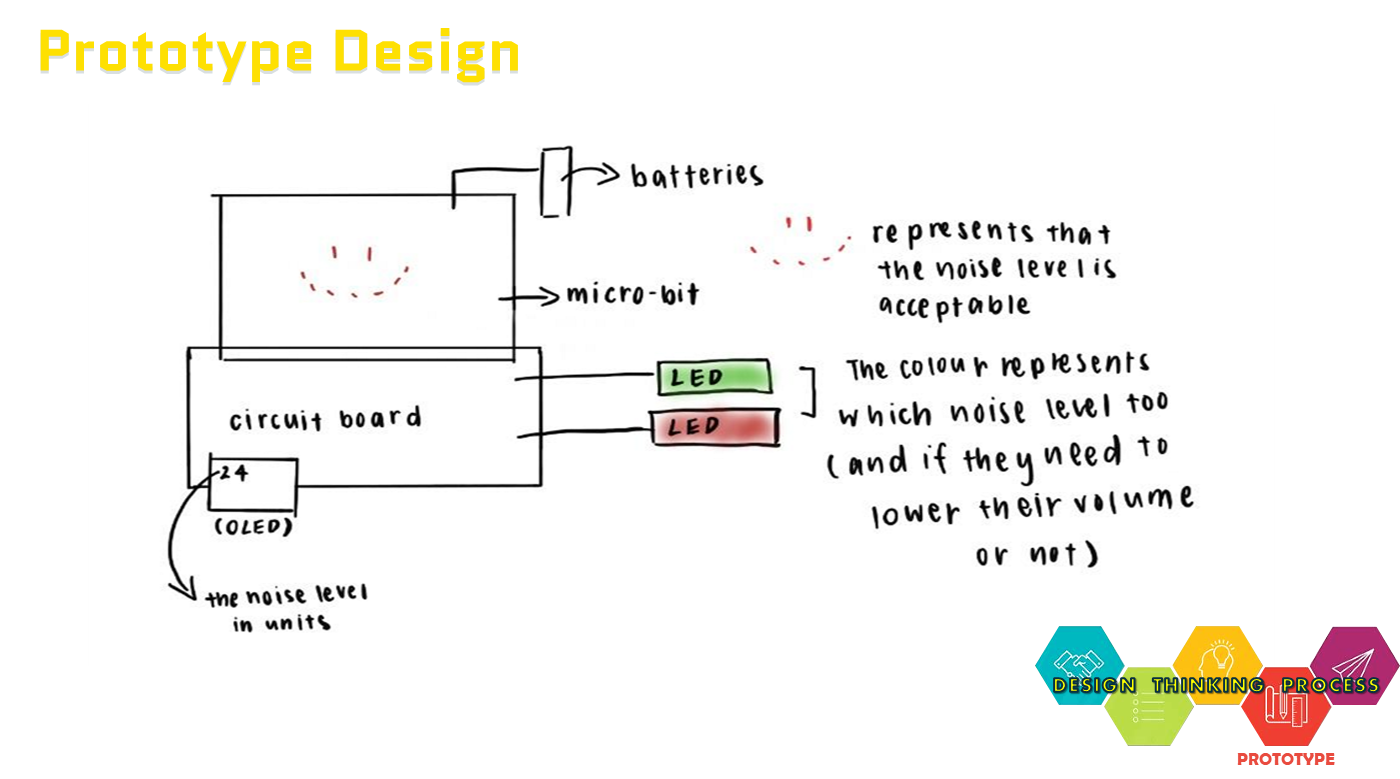 Prototype Design
batteries
micro-bit
represents that
the noise level is
acceptable
circuit board
LED
LED
The colour represents
which noise level too
(and if they need to
lower their volume
or not)
24
(OLED)
the noise level
in units
DESIGN THINKING PROCESS
PROTOTYPE